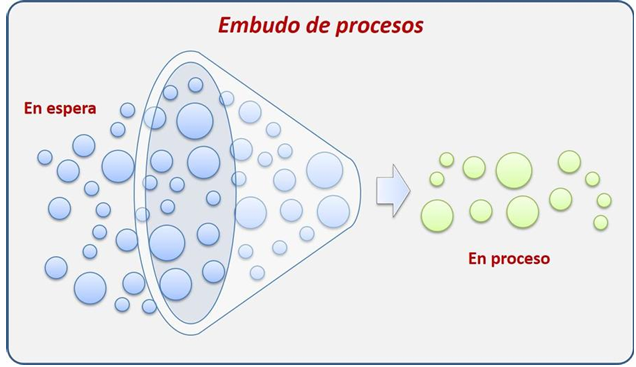 Embudo de procesos
En espera
En proceso